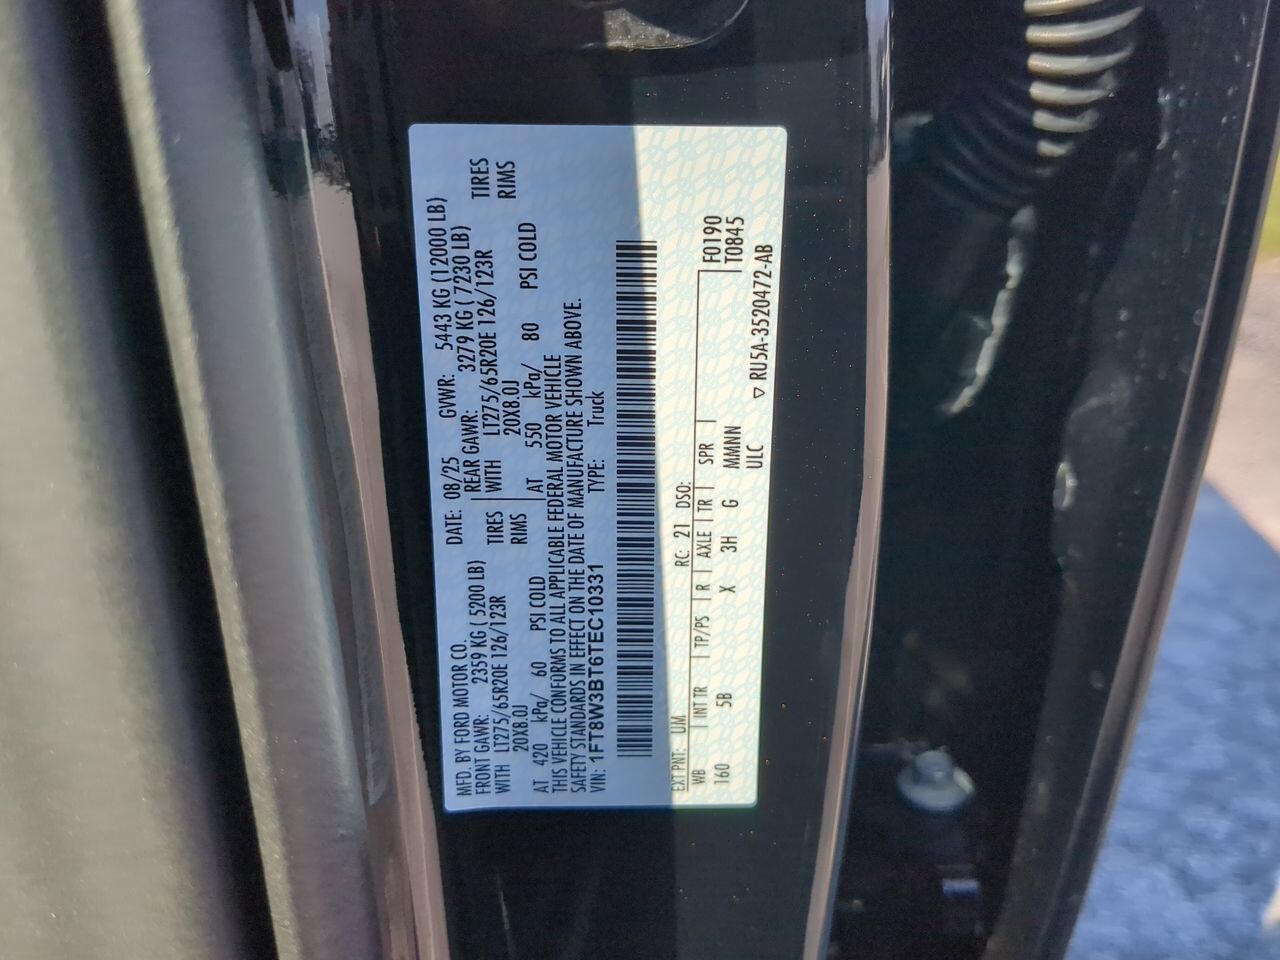 MFD. BY FORD MOTOR CO.
DATE: 08/25 GVWR: 5443 KG (12000 LB)
FRONT GAWR: 2359 KG ( 5200 LB) REAR GAWR: 3279 KG ( 7230 LB)
WITH LT275/65R20E 126/123R TIRES WITH LT275/65R20E 126/123R TIRES
20X8.0J RIMS 20X8.0J RIMS
AT 420 kPa/ 60 PSI COLD AT 550 kPa/ 80 PSI COLD
THIS VEHICLE CONFORMS TO ALL APPLICABLE FEDERAL MOTOR VEHICLE
SAFETY STANDARDS IN EFFECT ON THE DATE OF MANUFACTURE SHOWN ABOVE.
VIN: 1FT8W3BT6TEC10331 TYPE: Truck
EXT PNT: UM RC: 21 DSO:
WB INT TR TP/PS R AXLE TR SPR F0190
160 5B X 3H G MMNN T0845
ULC ▽ RU5A-3520472-AB